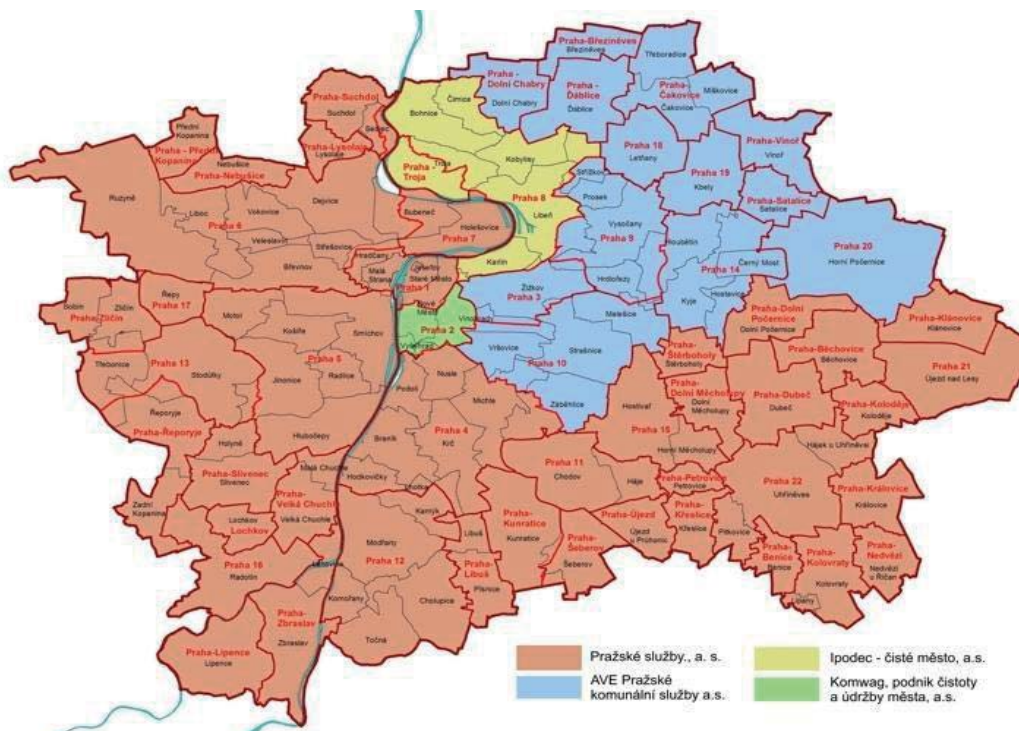 Praha-Březiněves
Březiněves
Třeboradice
Praha -
Dolní Chabry
Dolní Chabry
Praha -
Ďáblice
Ďáblice
Praha-
Čakovice
Čakovice
Miškovice
Praha-Suchdol
Suchdol
Sedlec
Čimice
Bohnice
Přední
Kopanina
Praha - Přední
Kopanina
Praha-Lysolaje
Lysolaje
Nebušice
Praha-Nebušice
Praha -
Troja
Troja
Kobylisy
Praha 18
Letňany
Praha-Vinoř
Vinoř
Střížkov
Praha 19
Kbely
Prosek
Praha-Satalice
Satalice
Praha 8
Libeň
Ruzyně
Liboc
Vokovice
Dejvice
Praha 6
Veleslavín
Střešovice
Břevnov
Bubeneč
Holešovice
Praha 7
Hradčany
Malá
Strana
Josefov
Staré Město
Praha 1
Karlín
Vysočany
Praha 9
Hrdlořezy
Hloubětín
Praha 14
Černý Most
Hostavice
Kyje
Praha 20
Horní Počernice
Žižkov
Praha 3
Malešice
Nové
Město
Praha 2
Vinohrady
Vyšehrad
Vršovice
Strašnice
Praha 10
Záběhlice
Sobín
Zličín
Praha-Zličín
Řepy
Praha 17
Motol
Košíře
Smíchov
Praha 5
Radlice
Jinonice
Třebonice
Praha 13
Stodůlky
Řeporyje
Praha-Řeporyje
Holyně
Hlubočepy
Podolí
Nusle
Michle
Praha 4
Krč
Braník
Hodkovičky
Lhotka
Praha-Dolní
Počernice
Dolní Počernice
Praha-Klánovice
Klánovice
Praha-
Štěrboholy
Štěrboholy
Praha-Běchovice
Běchovice
Praha 21
Újezd nad Lesy
Praha-
Dolní Měcholupy
Dolní
Měcholupy
Praha-Dubeč
Dubeč
Praha-Koloděje
Koloděje
Hostivař
Praha 15
Horní Měcholupy
Hájek u Uhříněvsi
Praha 11
Chodov
Háje
Praha-Petrovice
Petrovice
Praha 22
Uhříněves
Praha-Královice
Královice
Praha-Slivenec
Slivenec
Malá Chuchle
Praha-
Velká Chuchle
Velká Chuchle
Zadní
Kopanina
Lochkov
Lochkov
Kamýk
Praha-
Kunratice
Kunratice
Praha-Újezd
Újezd
u Průhonic
Praha-
Křeslice
Křeslice
Pitkovice
Modřany
Praha 12
Libuš
Praha-
Libuš
Písnice
Praha-
Šeberov
Šeberov
Praha-
Benice
Benice
Praha-
Kolovraty
Kolovraty
Lipany
Praha-
Nedvězí
Nedvězí
u Říčan
Praha 16
Radotín
Komořany
Cholupice
Točná
Praha-
Zbraslav
Zbraslav
Praha-Lipence
Lipence
Pražské služby., a. s.
AVE Pražské
komunální služby a.s.
Ipodec - čisté město, a.s.
Komwag, podnik čistoty
a údržby města, a.s.